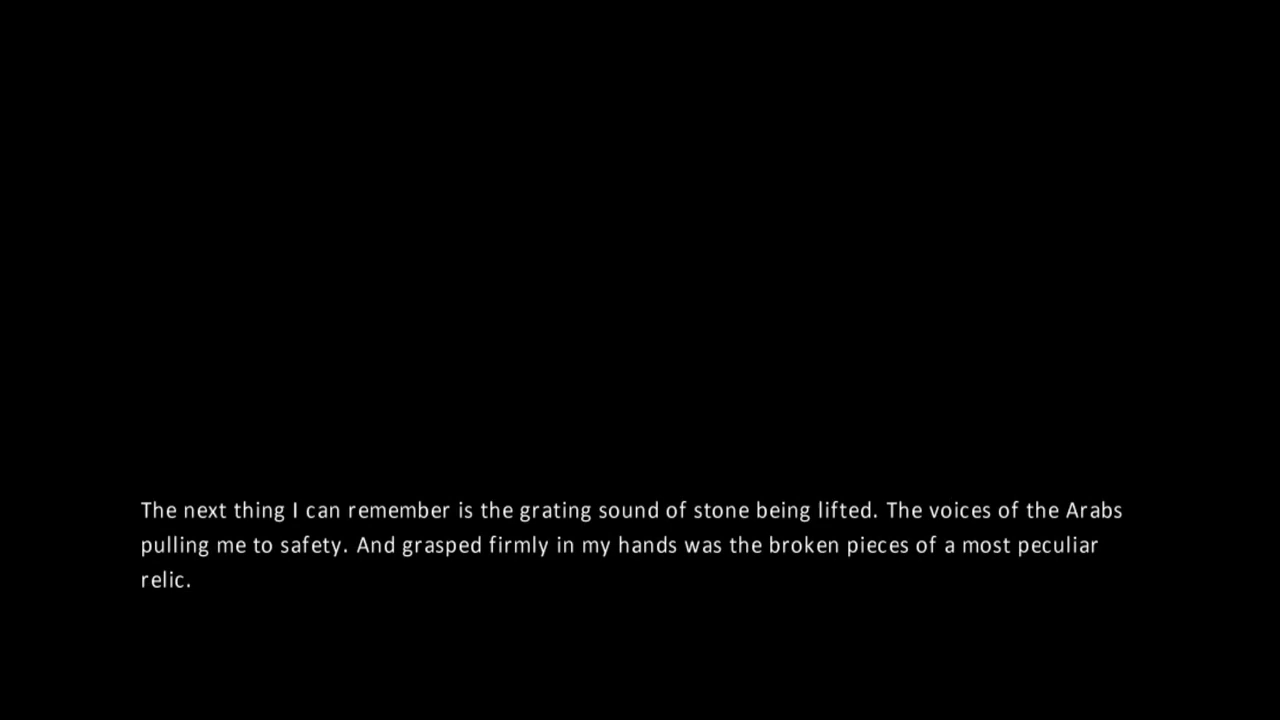 The next thing I can remember is the grating sound of stone being lifted. The voices of the Arabs
pulling me to safety. And grasped firmly in my hands was the broken pieces of a most peculiar
relic.